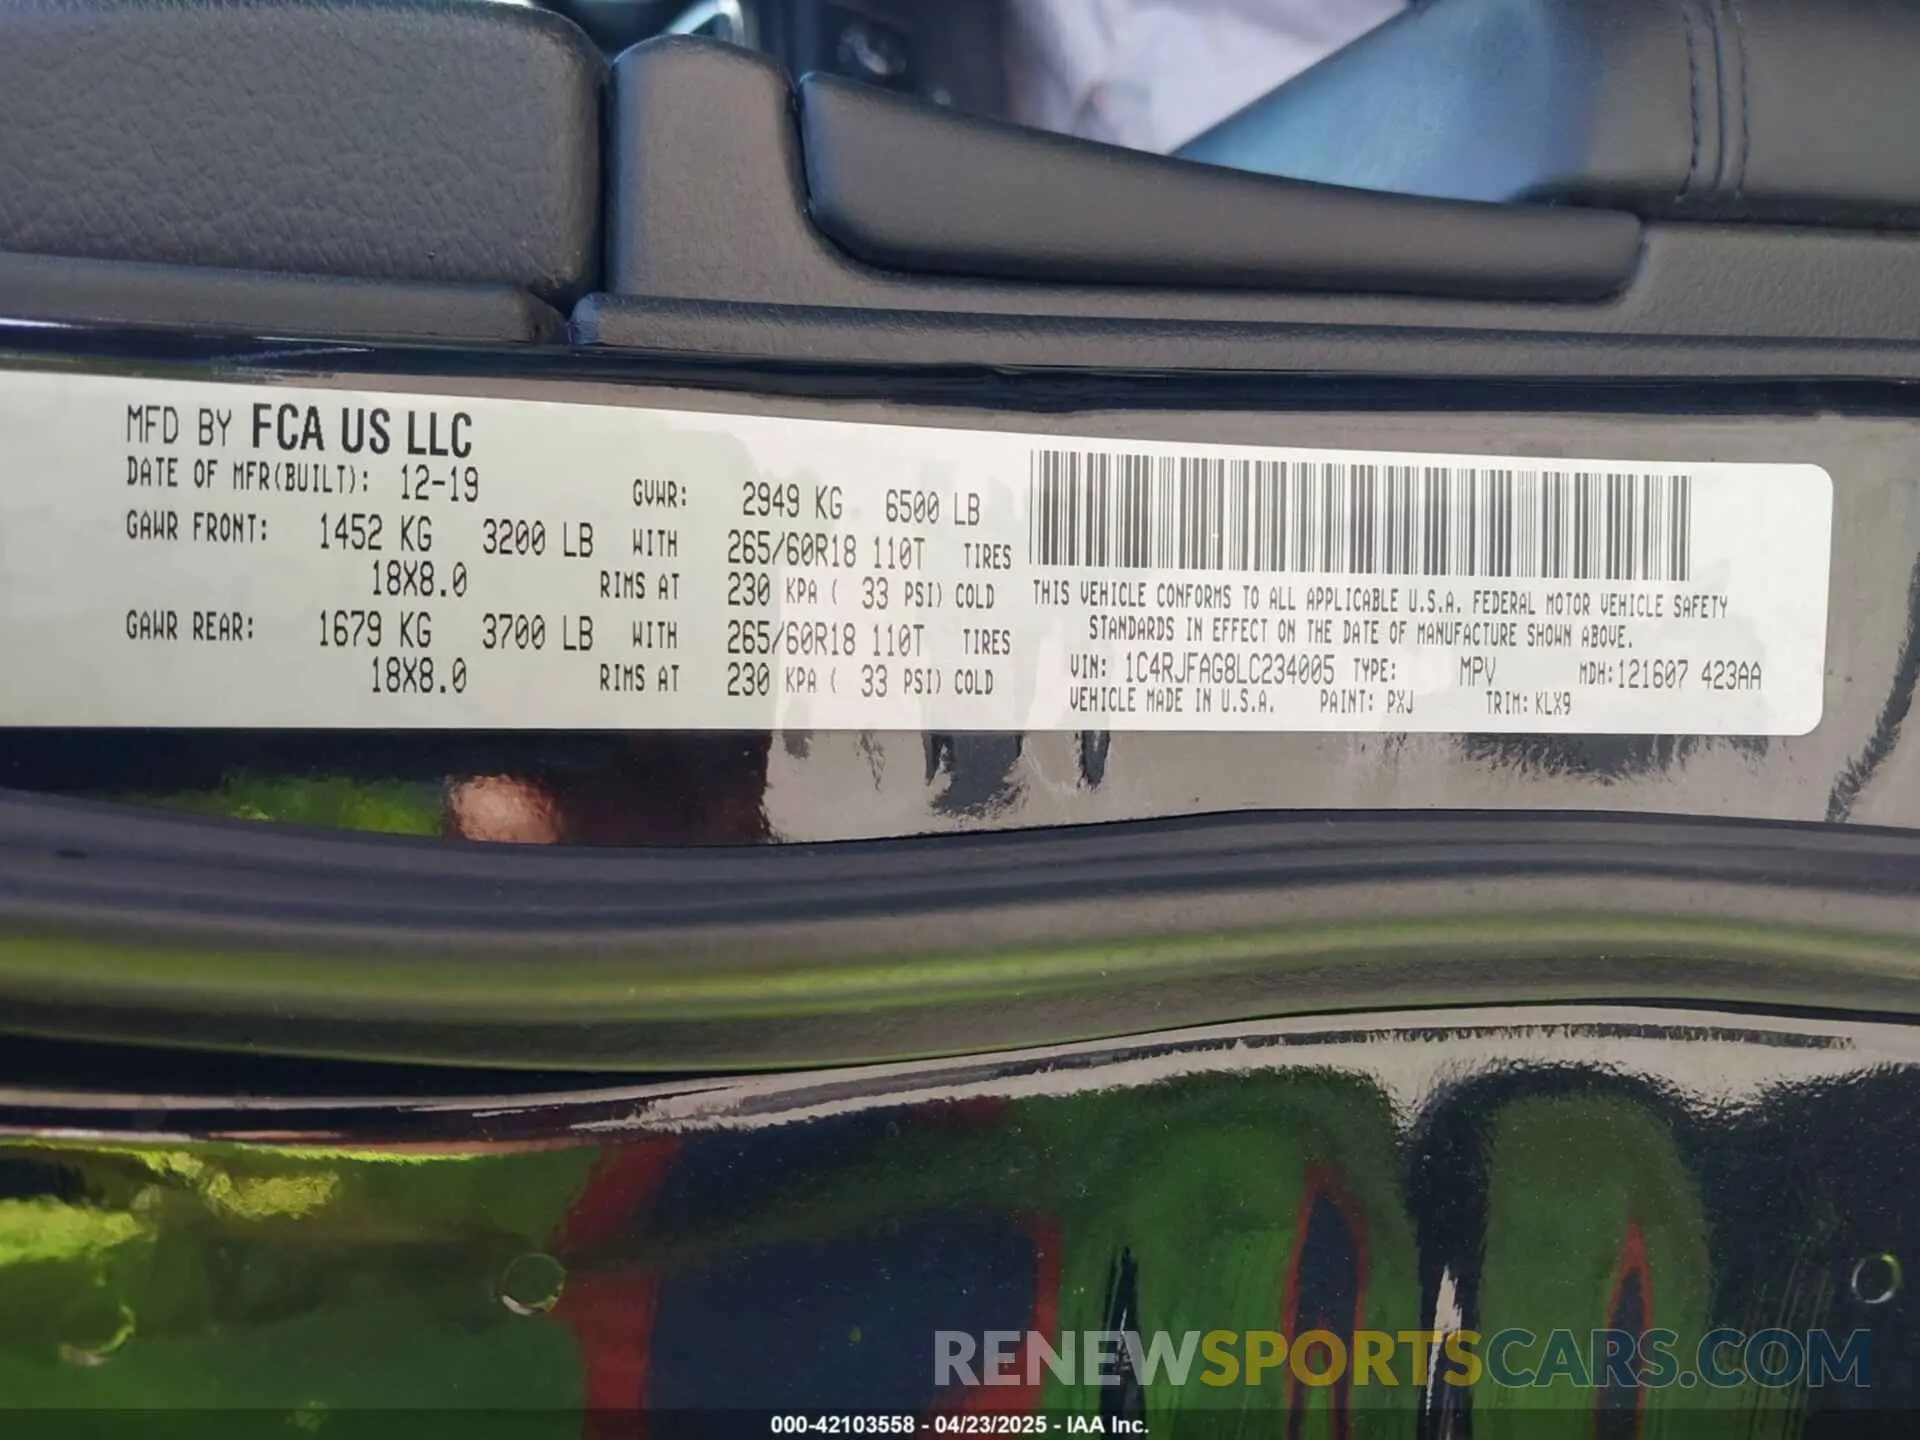 MFD BY FCA US LLC
DATE OF MFR(BUILT): 12-19 GVWR: 2949 KG 6500 LB
GAWR FRONT: 1452 KG 3200 LB WITH 265/60R18 110T TIRES
18X8.0 RIMS AT 230 KPA ( 33 PSI) COLD
GAWR REAR: 1679 KG 3700 LB WITH 265/60R18 110T TIRES
18X8.0 RIMS AT 230 KPA ( 33 PSI) COLD
THIS VEHICLE CONFORMS TO ALL APPLICABLE U.S.A. FEDERAL MOTOR VEHICLE SAFETY
STANDARDS IN EFFECT ON THE DATE OF MANUFACTURE SHOWN ABOVE.
VIN: 1C4RJFAG8LC234005 TYPE: MPV MDH: 121607 423AA
VEHICLE MADE IN U.S.A. PAINT: PXJ TRIM: KLX9
RENEWSPORTSCARS.COM
000-42103558 - 04/23/2025 - IAA Inc.